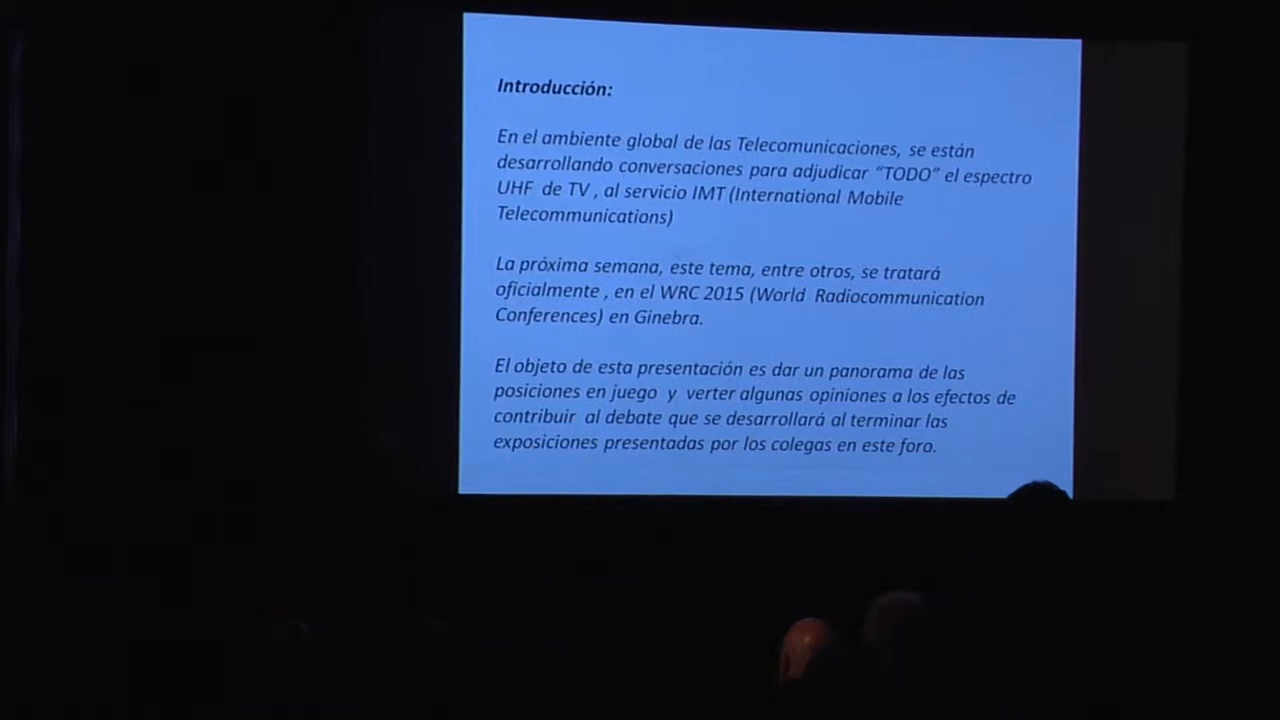 Introducción:
En el ambiente global de las Telecomunicaciones, se están
desarrollando conversaciones para adjudicar “TODO” el espectro
UHF de TV , al servicio IMT (International Mobile
Telecommunications)
La próxima semana, este tema, entre otros, se tratará
oficialmente , en el WRC 2015 (World Radiocommunication
Conferences) en Ginebra.
El objeto de esta presentación es dar un panorama de las
posiciones en juego y verter algunas opiniones a los efectos de
contribuir al debate que se desarrollará al terminar las
exposiciones presentadas por los colegas en este foro.